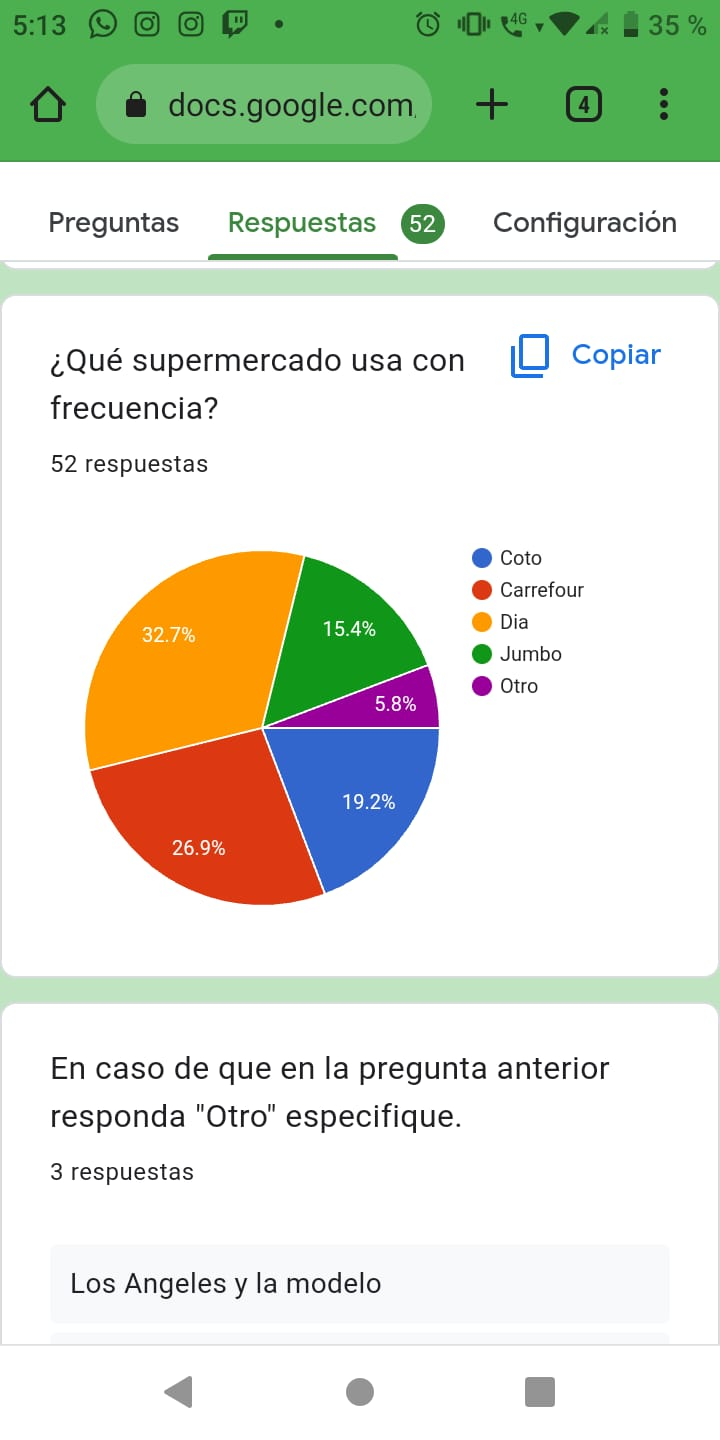 5:13 4G 35 %
docs.google.com 4
Preguntas Respuestas 52 Configuración
¿Qué supermercado usa con Copiar
frecuencia?
52 respuestas
Coto
Carrefour
Dia
Jumbo
Otro
32.7%
15.4%
5.8%
19.2%
26.9%
En caso de que en la pregunta anterior
responda "Otro" especifique.
3 respuestas
Los Angeles y la modelo